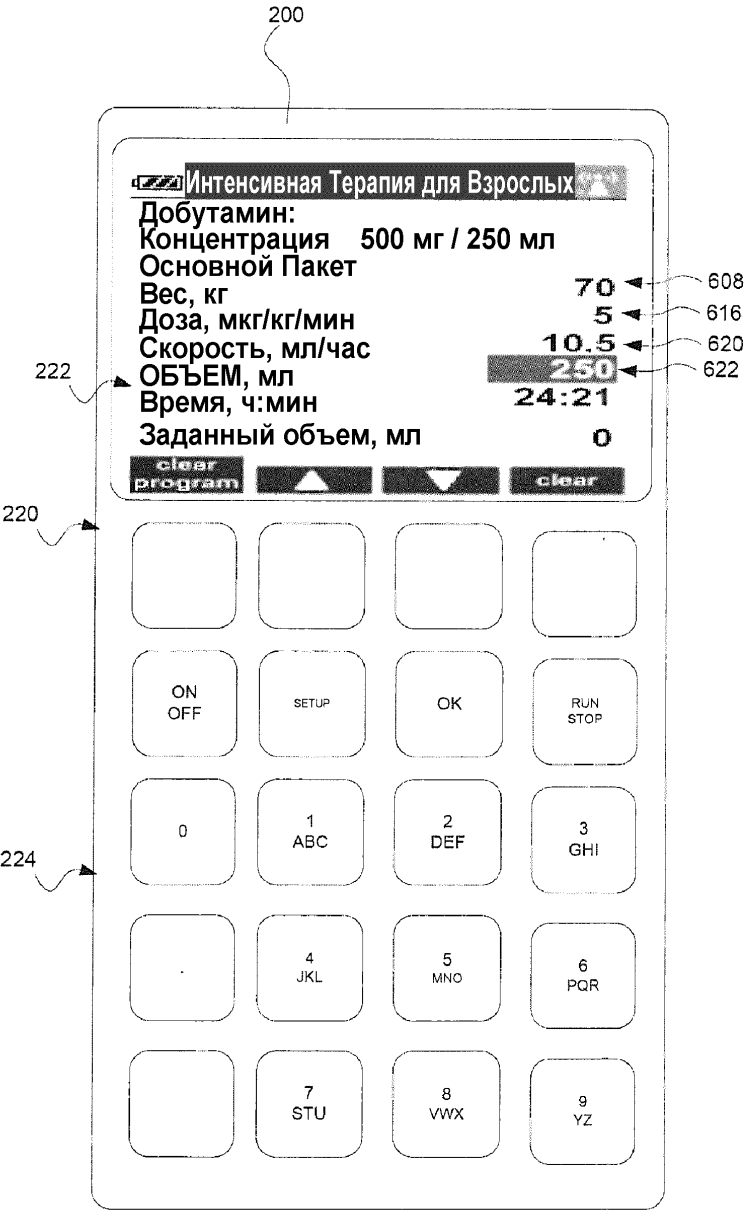 200
Интенсивная Терапия для Взрослых
Добутамин:
Концентрация 500 мг / 250 мл
Основной Пакет
Вес, кг 70 608
Доза, мкг/кг/мин 5 616
Скорость, мл/час 10.5 620
222 ОБЪЕМ, мл 250 622
Время, ч:мин 24:21
Заданный объем, мл 0
clear program clear
220
ON OFF SETUP OK RUN STOP
0 1 ABC 2 DEF 3 GHI
224
. 4 JKL 5 MNO 6 PQR
7 STU 8 VWX 9 YZ